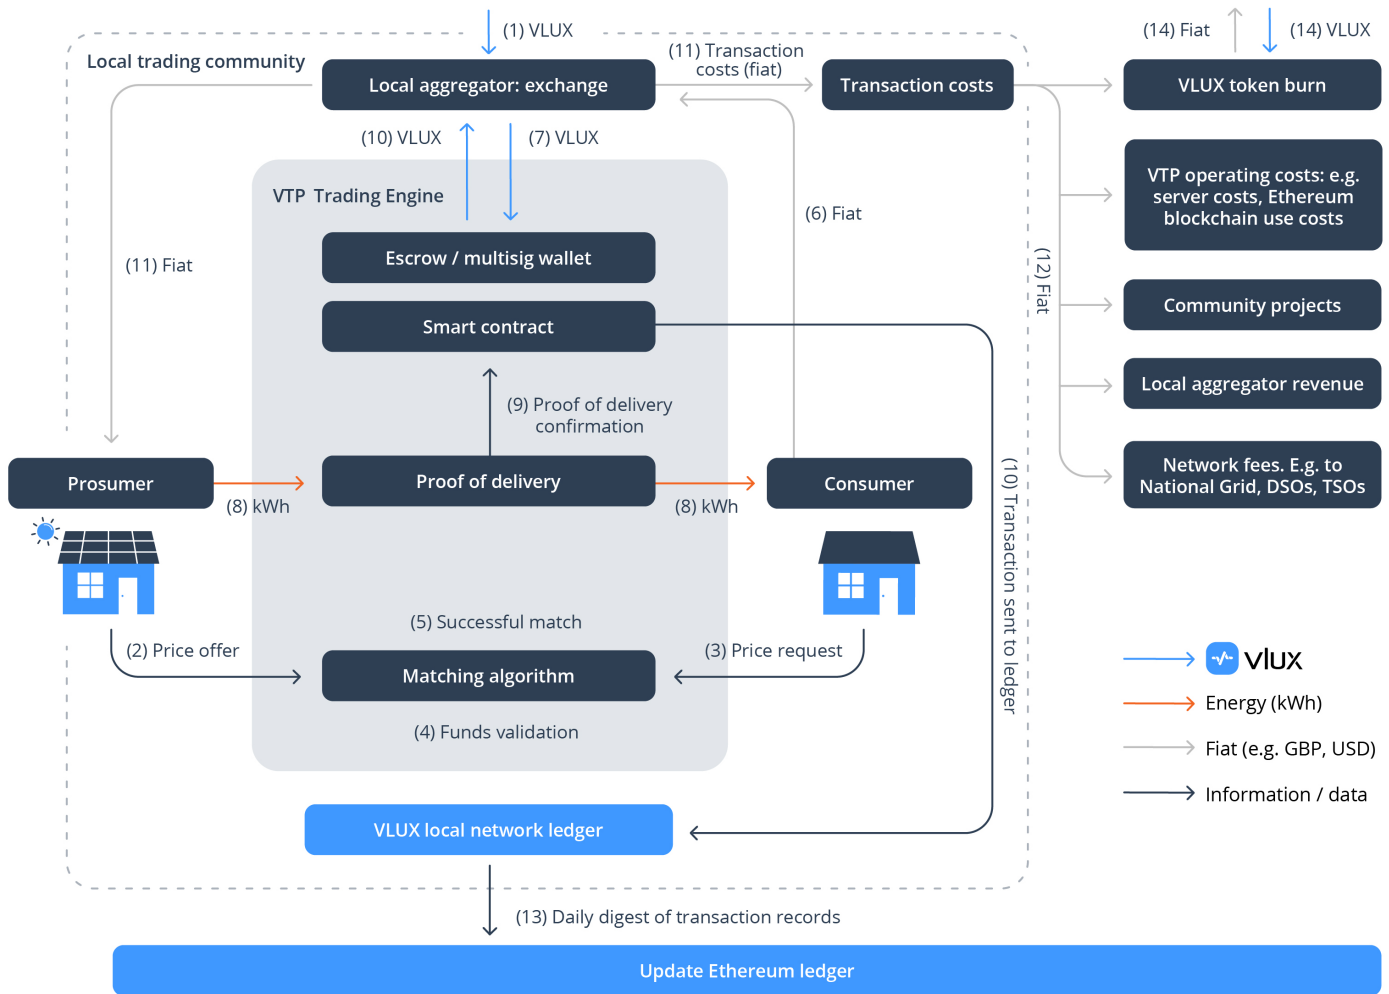 (1) VLUX
(14) Fiat
(14) VLUX
Local trading community
(11) Transaction
costs (fiat)
Local aggregator: exchange
Transaction costs
VLUX token burn
(10) VLUX
(7) VLUX
VTP Trading Engine
VTP operating costs: e.g.
server costs, Ethereum
blockchain use costs
(6) Fiat
(11) Fiat
Escrow / multisig wallet
(12) Fiat
Smart contract
Community projects
Local aggregator revenue
(9) Proof of delivery
confirmation
Prosumer
(8) kWh
Proof of delivery
(8) kWh
Consumer
Network fees. E.g. to
National Grid, DSOs, TSOs
(10) Transaction sent to ledger
(5) Successful match
(2) Price offer
(3) Price request
Matching algorithm
(4) Funds validation
vlux
Energy (kWh)
Fiat (e.g. GBP, USD)
Information / data
VLUX local network ledger
(13) Daily digest of transaction records
Update Ethereum ledger